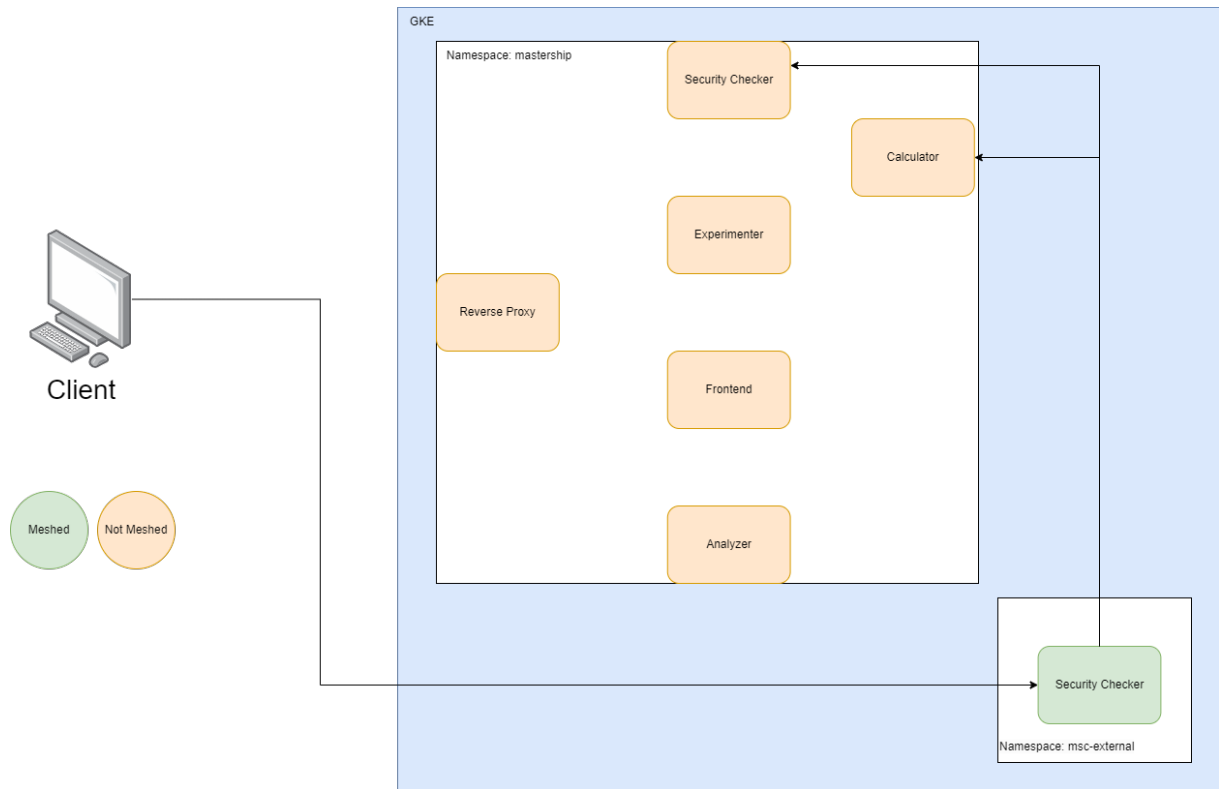 GKE
Namespace: mastership
Security Checker
Calculator
Experimenter
Reverse Proxy
Client
Frontend
Meshed
Not Meshed
Analyzer
Security Checker
Namespace: msc-external